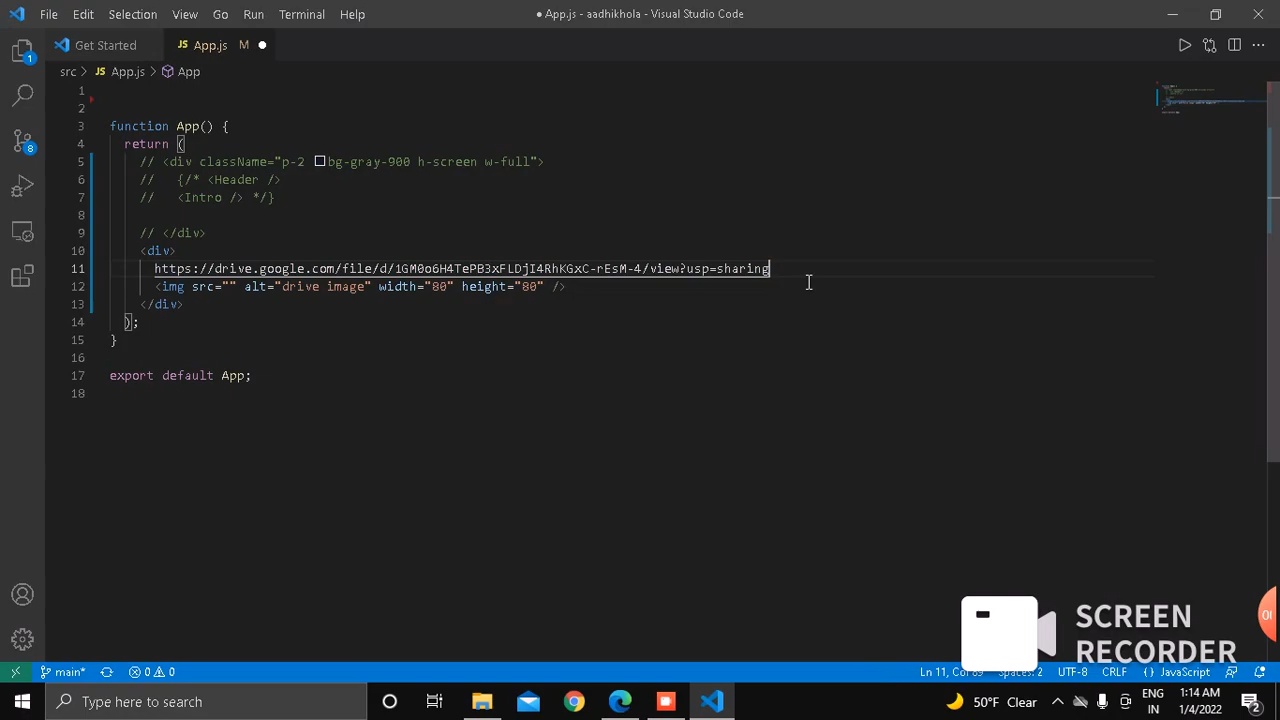 File Edit Selection View Go Run Terminal Help
● App.js - aadhikhola - Visual Studio Code
Get Started
JS App.js M
src > JS App.js > App
1
2
3 function App() {
4 return (
5 // <div className="p-2 bg-gray-900 h-screen w-full">
6 // {/* <Header />
7 // <Intro /> */}
8
9 // </div>
10 <div>
11 https://drive.google.com/file/d/1GM0o6H4TePB3xFLDjI4RhKGxC-rEsM-4/view?usp=sharing
12 <img src="" alt="drive image" width="80" height="80" />
13 </div>
14 );
15 }
16
17 export default App;
18
1
8
SCREEN
RECORDER
main* 0 0 Ln 11, Col 89 Spaces: 2 UTF-8 CRLF { } JavaScript
Type here to search
50°F Clear
ENG
IN
1:14 AM
1/4/2022
2